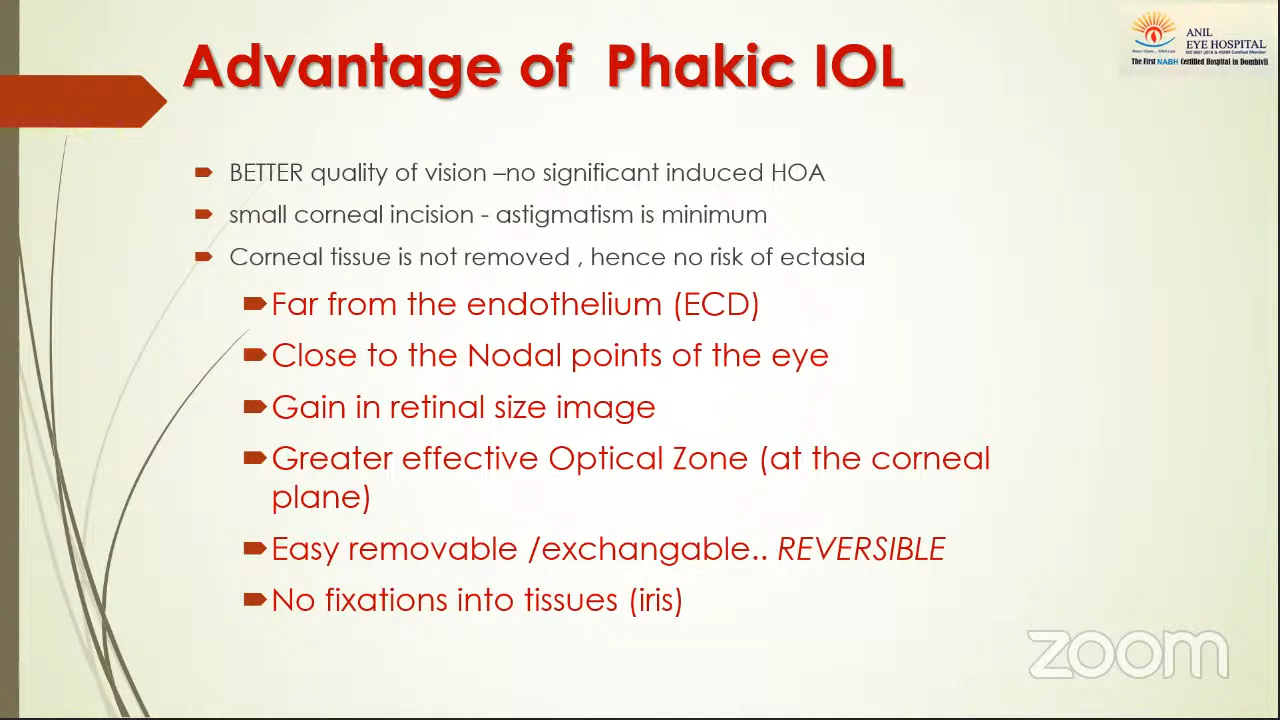 Advantage of Phakic IOL
ANIL
EYE HOSPITAL
The First NABH Certified Hospital in Dombivli
BETTER quality of vision –no significant induced HOA
small corneal incision - astigmatism is minimum
Corneal tissue is not removed , hence no risk of ectasia
Far from the endothelium (ECD)
Close to the Nodal points of the eye
Gain in retinal size image
Greater effective Optical Zone (at the corneal
plane)
Easy removable /exchangable.. REVERSIBLE
No fixations into tissues (iris)
zoom